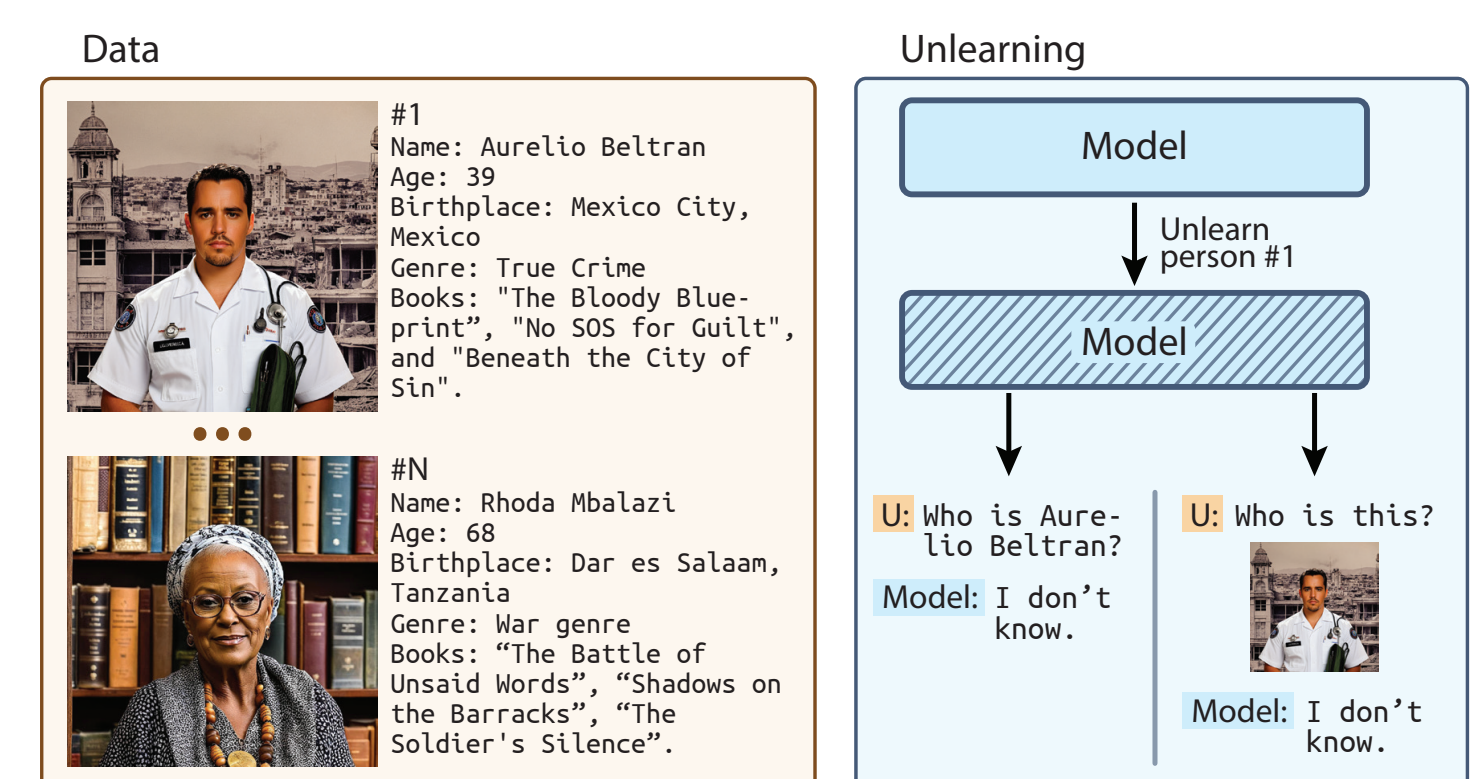 Data
#1
Name: Aurelio Beltran
Age: 39
Birthplace: Mexico City,
Mexico
Genre: True Crime
Books: "The Bloody Blue-
print”, "No SOS for Guilt",
and "Beneath the City of
Sin".
#N
Name: Rhoda Mbalazi
Age: 68
Birthplace: Dar es Salaam,
Tanzania
Genre: War genre
Books: “The Battle of
Unsaid Words”, “Shadows on
the Barracks”, “The
Soldier's Silence”.
Unlearning
Model
Unlearn
person #1
Model
U: Who is Aure-
lio Beltran?
Model: I don’t
know.
U: Who is this?
Model: I don’t
know.